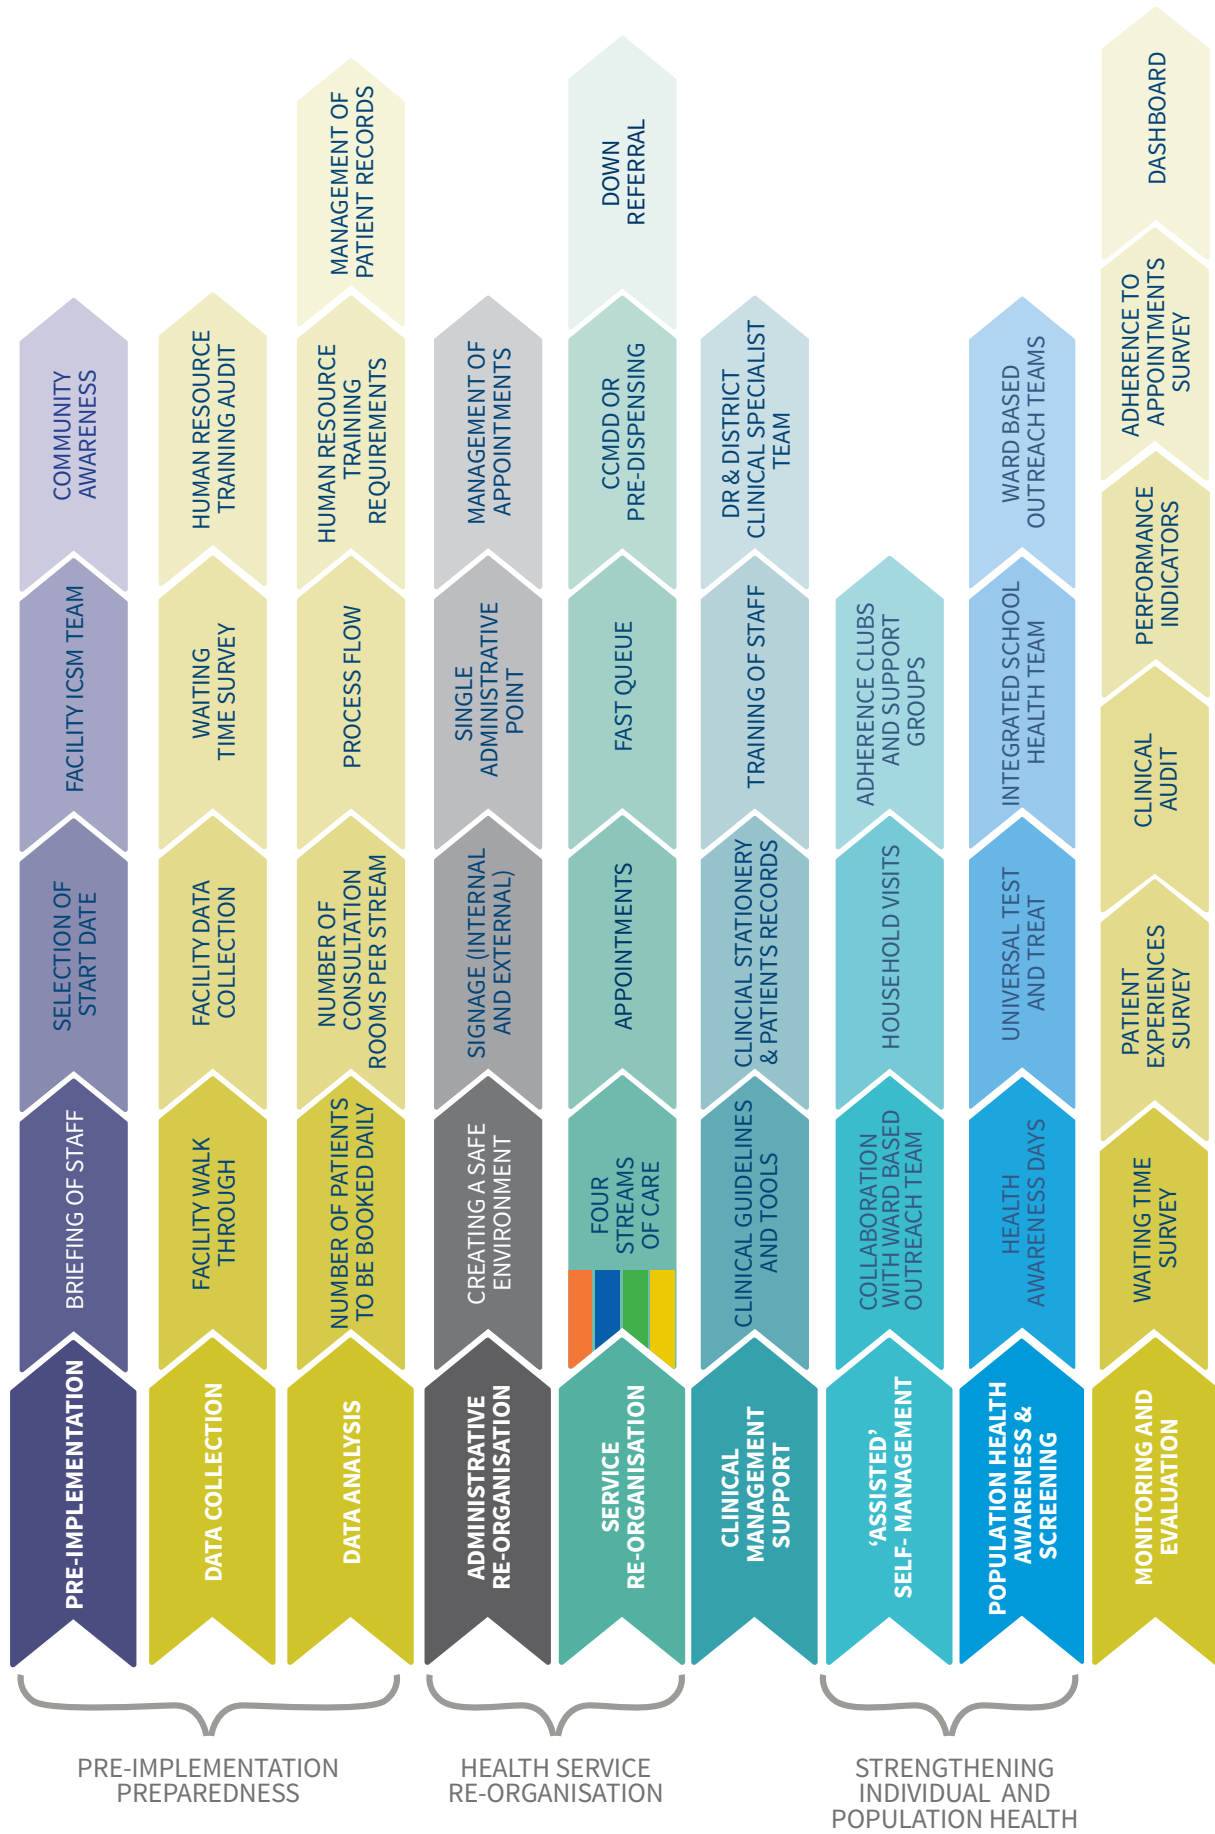 PRE-IMPLEMENTATION
BRIEFING OF STAFF
SELECTION OF
START DATE
FACILITY ICSM TEAM
COMMUNITY
AWARENESS
DATA COLLECTION
FACILITY WALK
THROUGH
FACILITY DATA
COLLECTION
WAITING
TIME SURVEY
HUMAN RESOURCE
TRAINING AUDIT
DATA ANALYSIS
NUMBER OF PATIENTS
TO BE BOOKED DAILY
NUMBER OF
CONSULTATION
ROOMS PER STREAM
PROCESS FLOW
HUMAN RESOURCE
TRAINING
REQUIREMENTS
MANAGEMENT OF
PATIENT RECORDS
ADMINISTRATIVE
RE-ORGANISATION
CREATING A SAFE
ENVIRONMENT
SIGNAGE (INTERNAL
AND EXTERNAL)
SINGLE
ADMINISTRATIVE
POINT
MANAGEMENT OF
APPOINTMENTS
SERVICE
RE-ORGANISATION
FOUR
STREAMS
OF CARE
APPOINTMENTS
FAST QUEUE
CCMDD OR
PRE-DISPENSING
DOWN
REFERRAL
CLINICAL
MANAGEMENT
SUPPORT
CLINICAL GUIDELINES
AND TOOLS
CLINCIAL STATIONERY
& PATIENTS RECORDS
TRAINING OF STAFF
DR & DISTRICT
CLINICAL SPECIALIST
TEAM
‘ASSISTED’
SELF- MANAGEMENT
COLLABORATION
WITH WARD BASED
OUTREACH TEAM
HOUSEHOLD VISITS
ADHERENCE CLUBS
AND SUPPORT
GROUPS
POPULATION HEALTH
AWARENESS &
SCREENING
HEALTH
AWARENESS DAYS
UNIVERSAL TEST
AND TREAT
INTEGRATED SCHOOL
HEALTH TEAM
WARD BASED
OUTREACH TEAMS
MONITORING AND
EVALUATION
WAITING TIME
SURVEY
PATIENT
EXPERIENCES
SURVEY
CLINICAL
AUDIT
PERFORMANCE
INDICATORS
ADHERENCE TO
APPOINTMENTS
SURVEY
DASHBOARD
PRE-IMPLEMENTATION
PREPAREDNESS
HEALTH SERVICE
RE-ORGANISATION
STRENGTHENING
INDIVIDUAL AND
POPULATION HEALTH